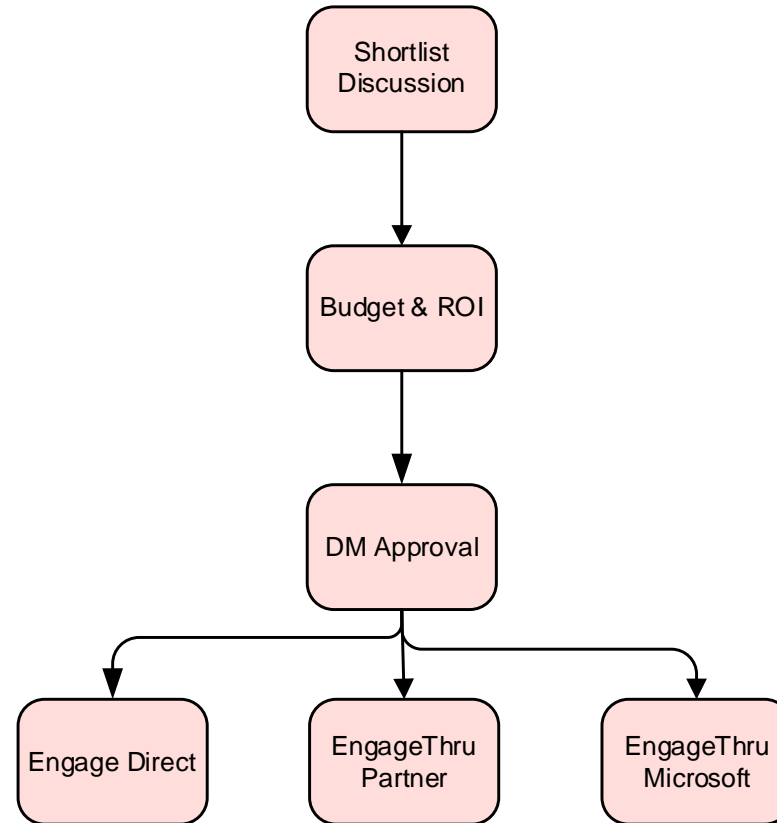 Shortlist
Discussion
Budget & ROI
DM Approval
Engage Direct
EngageThru
Partner
EngageThru
Microsoft